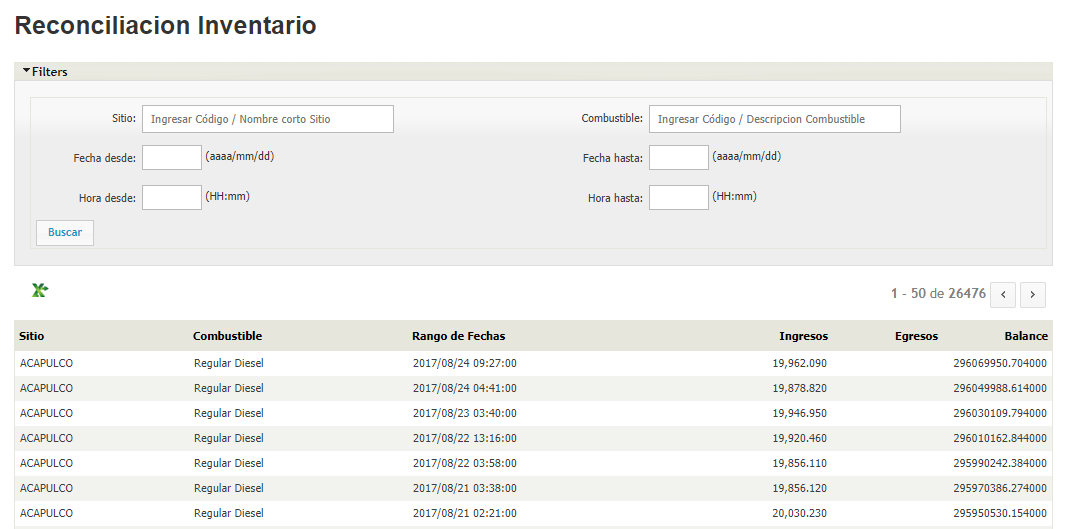 Reconciliacion Inventario
Filters
Sitio: Ingresar Código / Nombre corto Sitio Combustible: Ingresar Código / Descripcion Combustible
Fecha desde: (aaaa/mm/dd) Fecha hasta: (aaaa/mm/dd)
Hora desde: (HH:mm) Hora hasta: (HH:mm)
Buscar
1 - 50 de 26476 < >
Sitio Combustible Rango de Fechas Ingresos Egresos Balance
ACAPULCO Regular Diesel 2017/08/24 09:27:00 19,962.090 296069950.704000
ACAPULCO Regular Diesel 2017/08/24 04:41:00 19,878.820 296049988.614000
ACAPULCO Regular Diesel 2017/08/23 03:40:00 19,946.950 296030109.794000
ACAPULCO Regular Diesel 2017/08/22 13:16:00 19,920.460 296010162.844000
ACAPULCO Regular Diesel 2017/08/22 03:58:00 19,856.110 295990242.384000
ACAPULCO Regular Diesel 2017/08/21 03:38:00 19,856.120 295970386.274000
ACAPULCO Regular Diesel 2017/08/21 02:21:00 20,030.230 295950530.154000